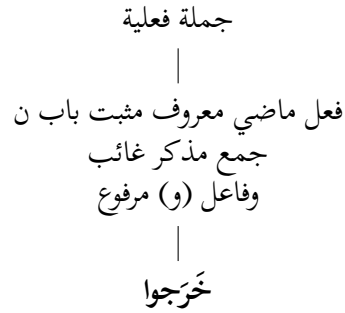 جملة فعلية
فعل ماضي معروف مثبت باب ن
جمع مذكر غائب
وفاعل (و) مرفوع
خَرَجوا